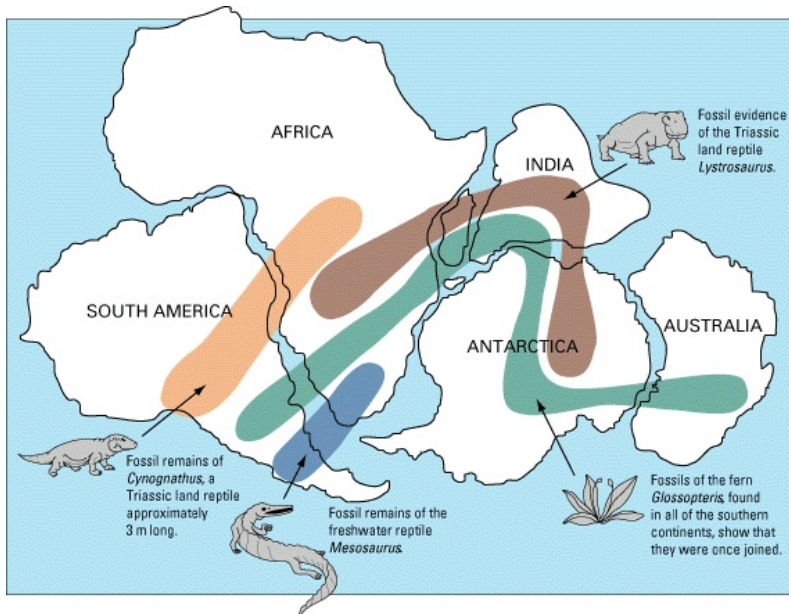 AFRICA
INDIA
Fossil evidence
of the Triassic
land reptile
Lystrosaurus.
SOUTH AMERICA
ANTARCTICA
AUSTRALIA
Fossil remains of
Cynognathus, a
Triassic land reptile
approximately
3 m long.
Fossil remains of the
freshwater reptile
Mesosaurus.
Fossils of the fern
Glossopteris, found
in all of the southern
continents, show that
they were once joined.